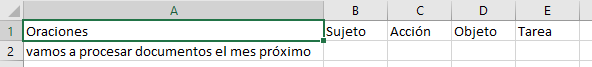 A B C D E
1 Oraciones Sujeto Acción Objeto Tarea
2 vamos a procesar documentos el mes próximo